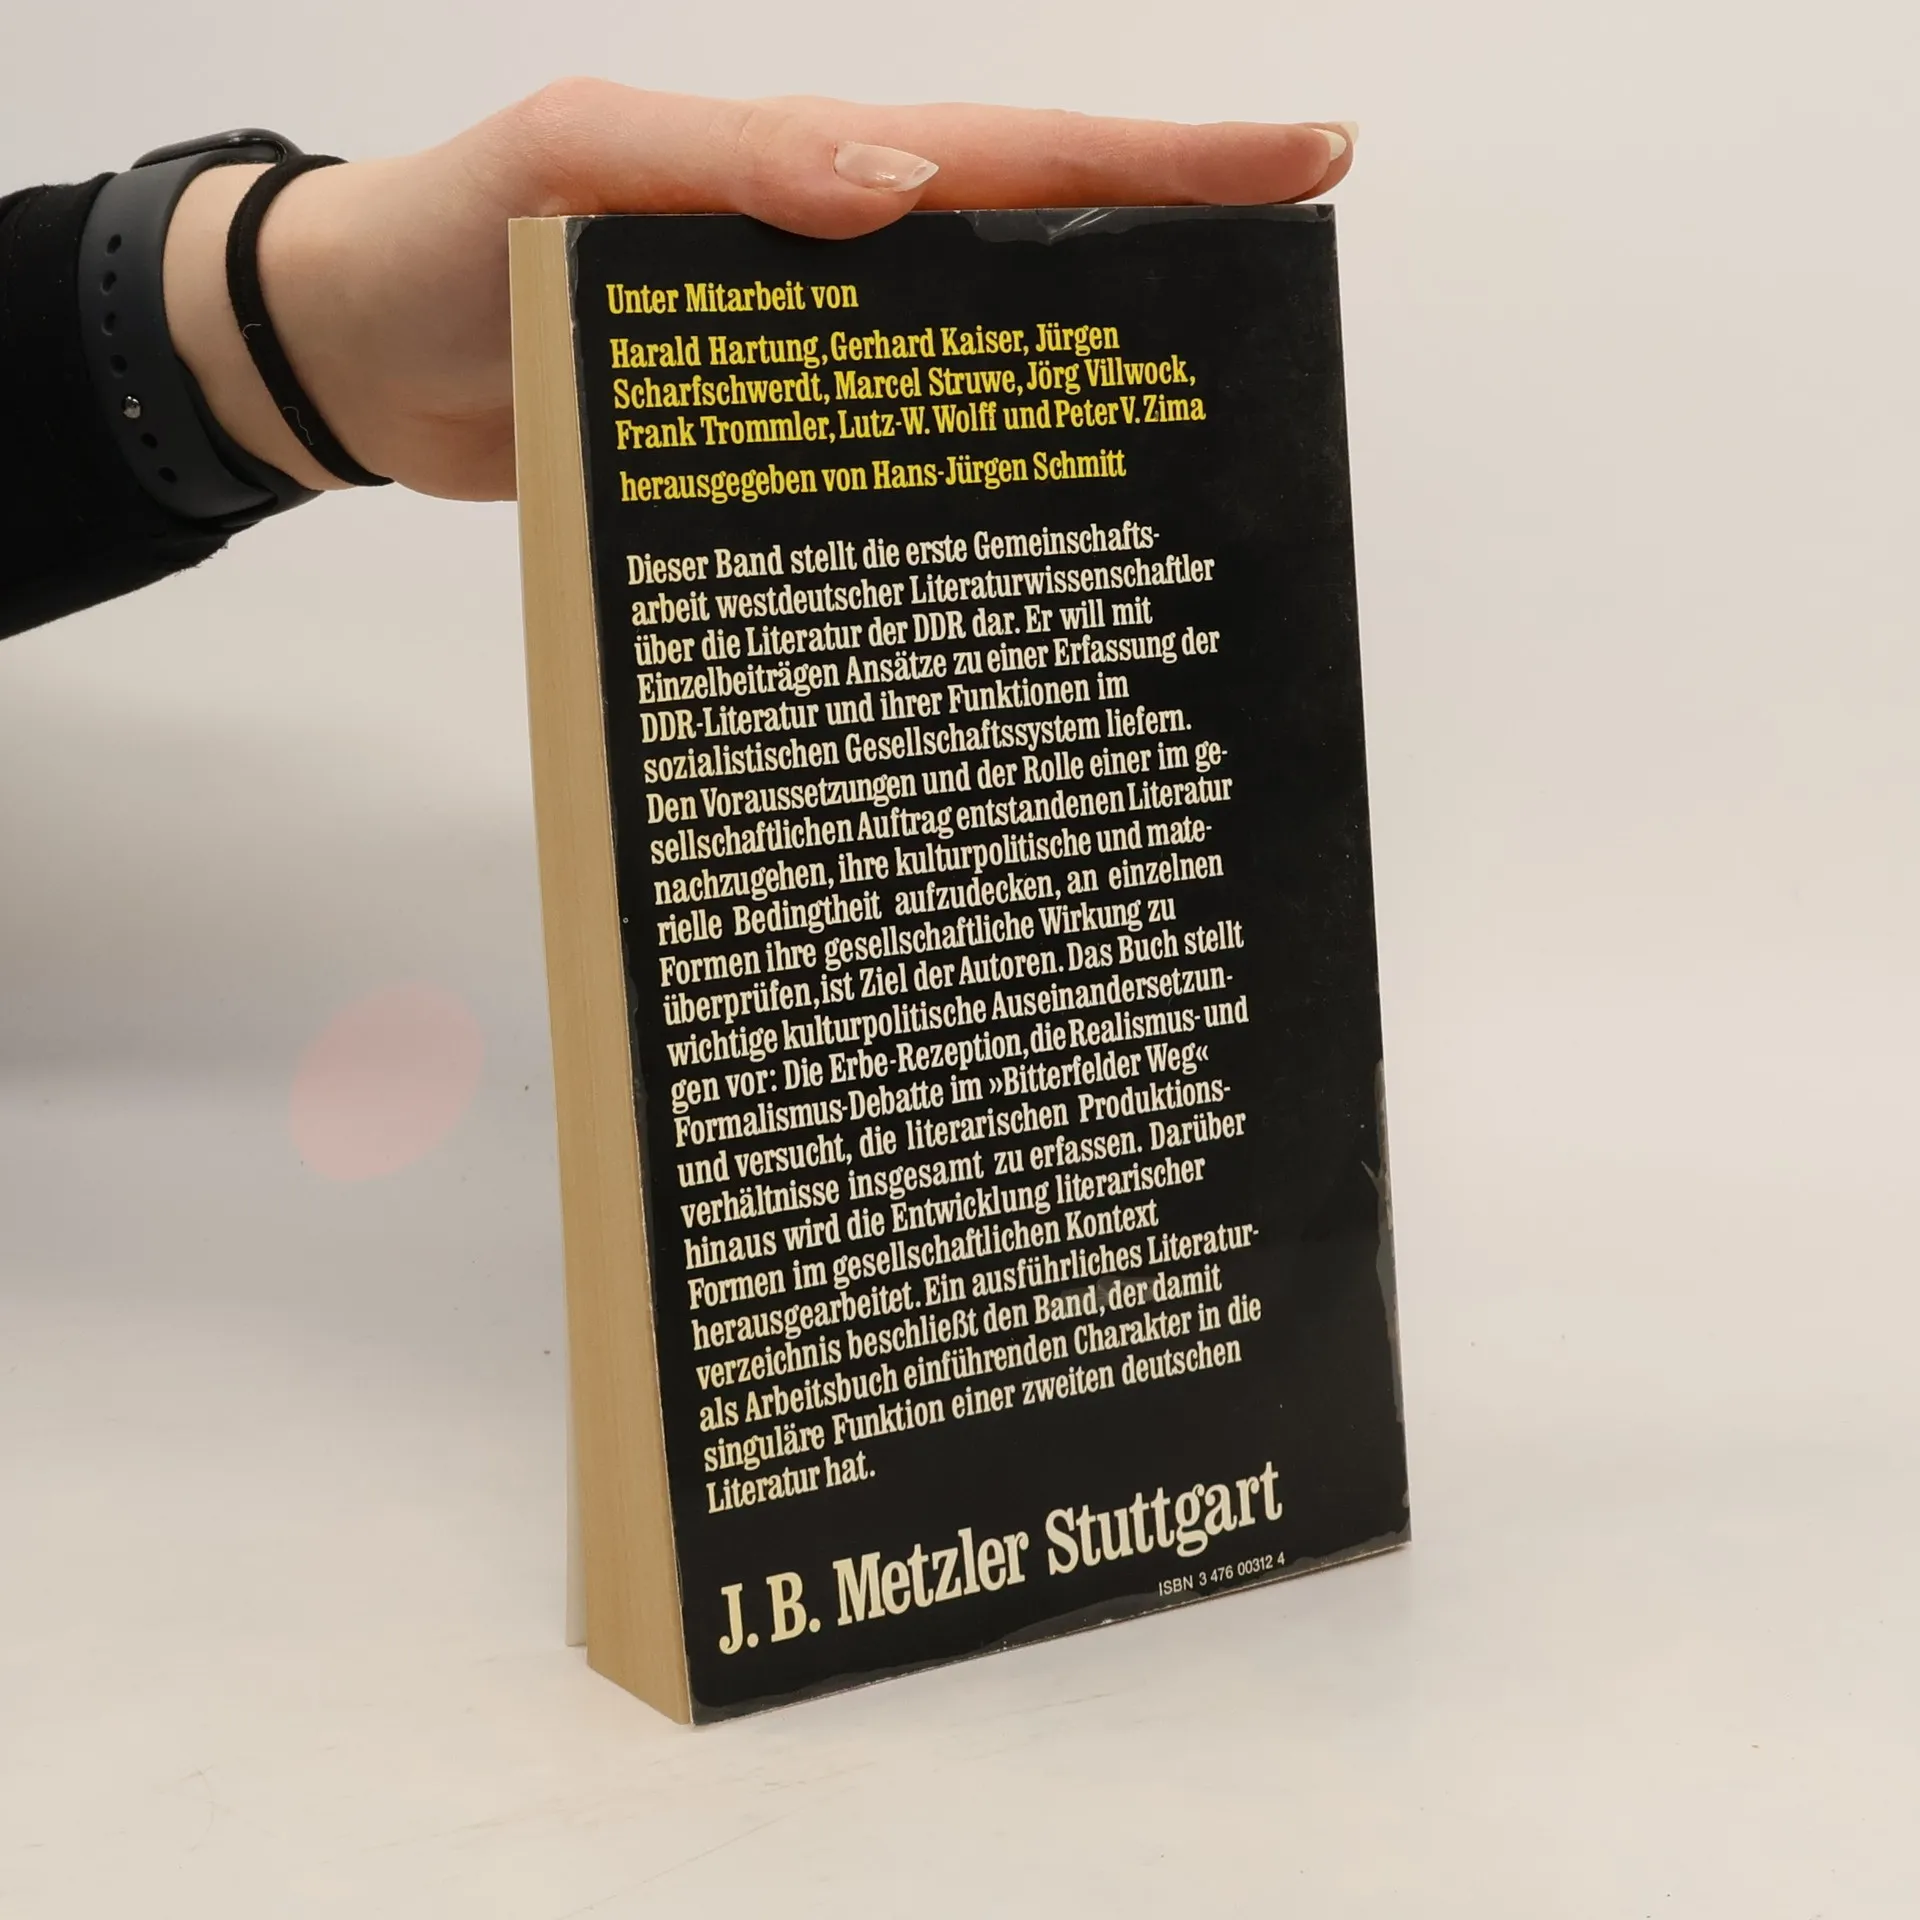 Unter Mitarbeit von
Harald Hartung, Gerhard Kaiser, Jürgen
Scharfschwerdt, Marcel Struwe, Jörg Villwock,
Frank Trommler, Lutz-W. Wolff und Peter V. Zima
herausgegeben von Hans-Jürgen Schmitt
Dieser Band stellt die erste Gemeinschafts-
arbeit westdeutscher Literaturwissenschaftler
über die Literatur der DDR dar. Er will mit
Einzelbeiträgen Ansätze zu einer Erfassung der
DDR-Literatur und ihrer Funktionen im
sozialistischen Gesellschaftssystem liefern.
Den Voraussetzungen und der Rolle einer im ge-
sellschaftlichen Auftrag entstandenen Literatur
nachzugehen, ihre kulturpolitische und mate-
rielle Bedingtheit aufzudecken, an einzelnen
Formen ihre gesellschaftliche Wirkung zu
überprüfen, ist Ziel der Autoren. Das Buch stellt
wichtige kulturpolitische Auseinandersetzun-
gen vor: Die Erbe-Rezeption, die Realismus- und
Formalismus-Debatte im »Bitterfelder Weg«
und versucht, die literarischen Produktions-
verhältnisse insgesamt zu erfassen. Darüber
hinaus wird die Entwicklung literarischer
Formen im gesellschaftlichen Kontext
herausgearbeitet. Ein ausführliches Literatur-
verzeichnis beschließt den Band, der damit
als Arbeitsbuch einführenden Charakter in die
singuläre Funktion einer zweiten deutschen
Literatur hat.
J. B. Metzler Stuttgart
ISBN 3 476 00312 4